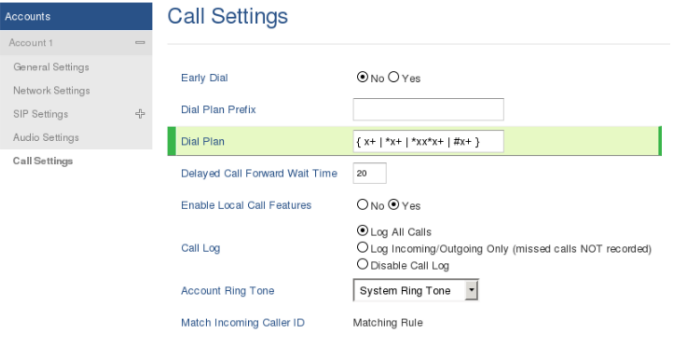 Accounts
Account 1
General Settings
Network Settings
SIP Settings
Audio Settings
Call Settings
Call Settings
Early Dial No Yes
Dial Plan Prefix
Dial Plan { x+ | *x+ | *xx*x+ | #x+ }
Delayed Call Forward Wait Time 20
Enable Local Call Features No Yes
Call Log Log All Calls
Log Incoming/Outgoing Only (missed calls NOT recorded)
Disable Call Log
Account Ring Tone System Ring Tone
Match Incoming Caller ID Matching Rule